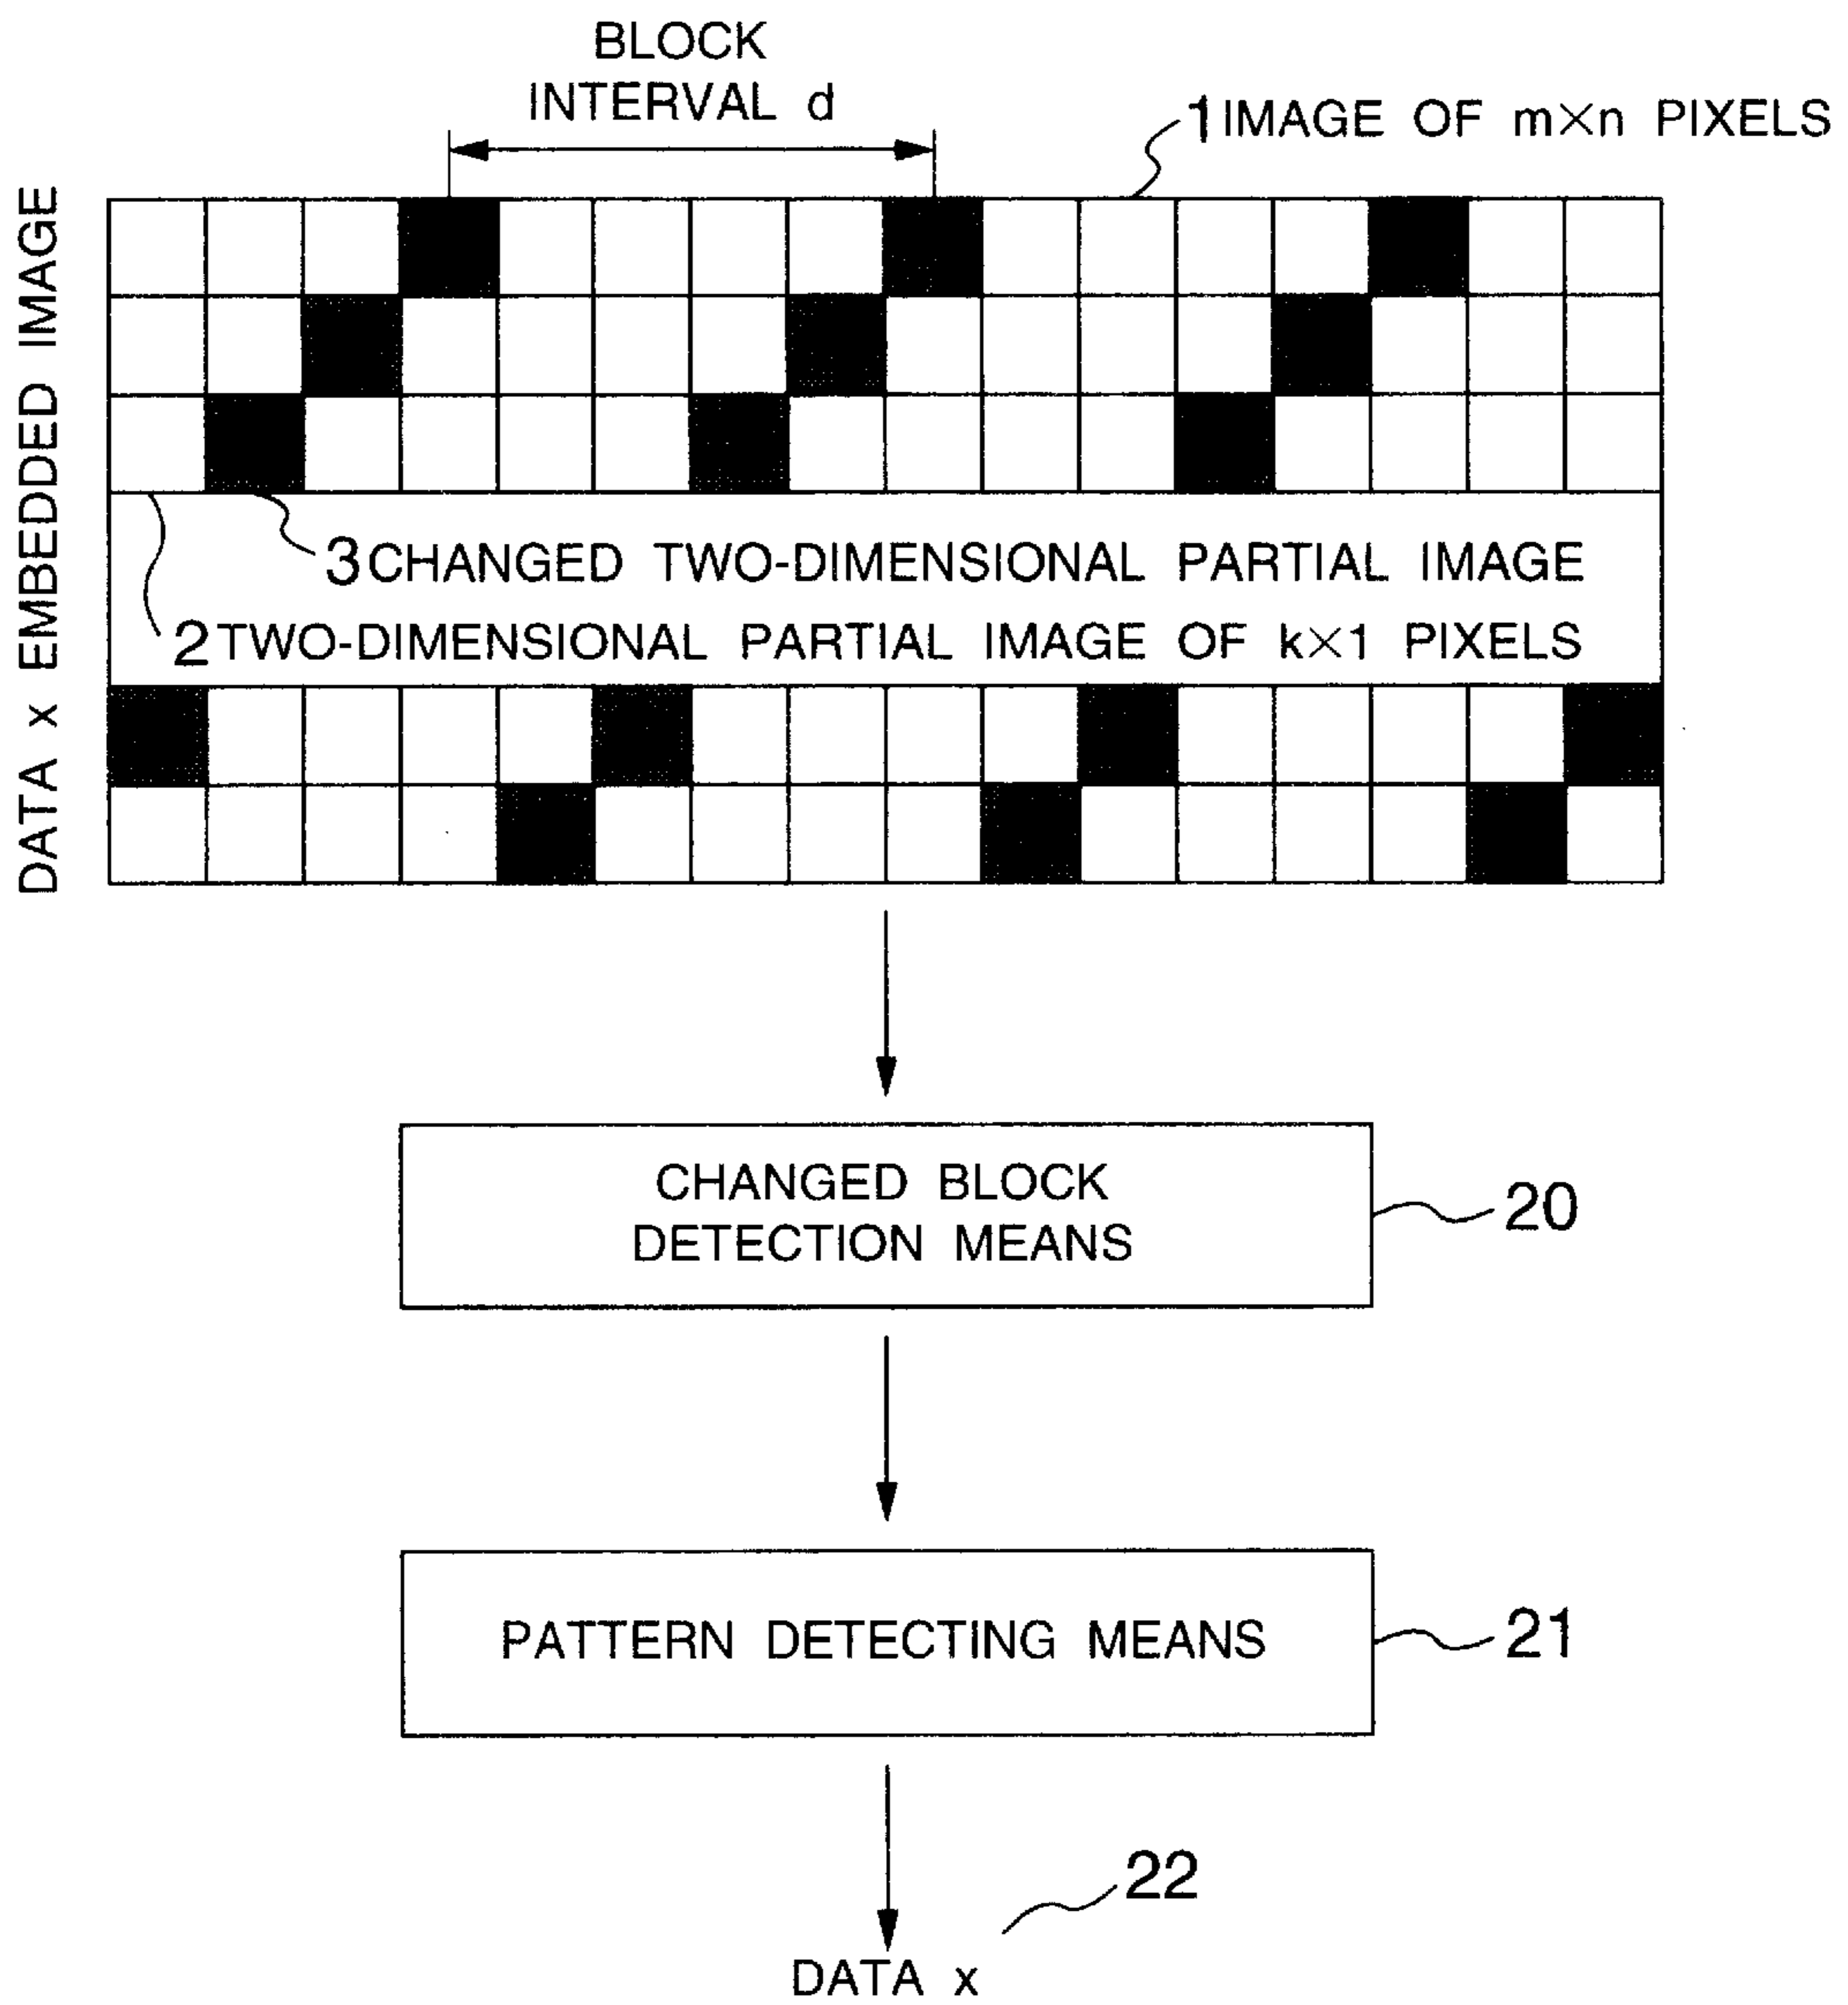 BLOCK
INTERVAL d
1 IMAGE OF m×n PIXELS
DATA x EMBEDDED IMAGE
3 CHANGED TWO-DIMENSIONAL PARTIAL IMAGE
2 TWO-DIMENSIONAL PARTIAL IMAGE OF k×1 PIXELS
CHANGED BLOCK
DETECTION MEANS
20
PATTERN DETECTING MEANS
21
22
DATA x